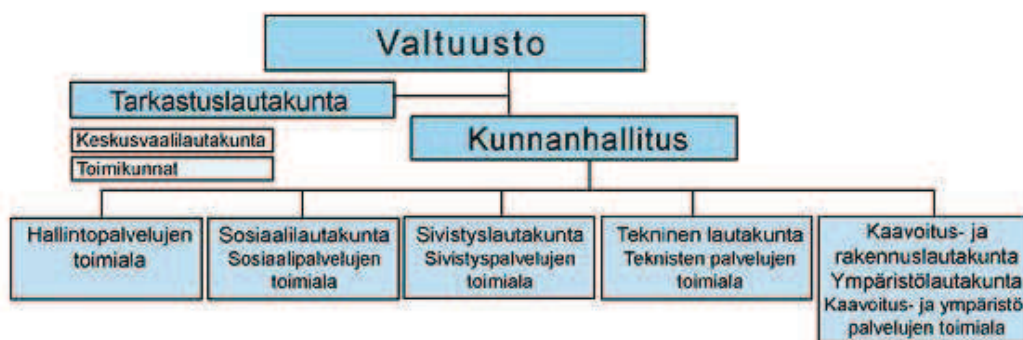 Valtuusto
Tarkastuslautakunta
Keskusvaalilautakunta
Toimikunnat
Kunnanhallitus
Hallintopalvelujen
toimiala
Sosiaalilautakunta
Sosiaalipalvelujen
toimiala
Sivistyslautakunta
Sivistyspalvelujen
toimiala
Tekninen lautakunta
Teknisten palvelujen
toimiala
Kaavoitus- ja
rakennuslautakunta
Ympäristölautakunta
Kaavoitus- ja ympäristö
palvelujen toimiala